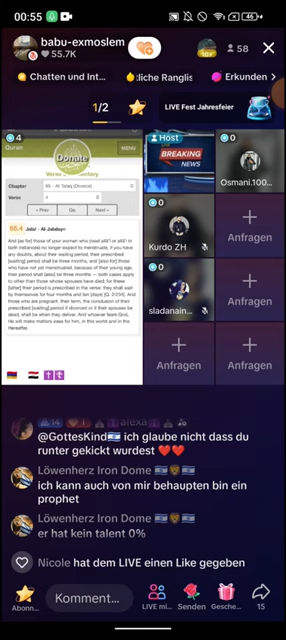 00:55
46
babu-exmoslem
55.7K
58
Chatten und Int...
:liche Ranglis
Erkunden
1/2
LIVE Fest Jahresfeier
4
Quran
Donate
MENU
Chapter
65 - At Talaq (Divorce)
Verse
4
< Prev
Go
Next >
65.4 Jalal - Al-Jalalayn
And [as for] those of your women who (read allā'ī or allā'i in
both instances) no longer expect to menstruate, if you have
any doubts, about their waiting period, their prescribed
[waiting] period shall be three months, and [also for] those
who have not yet menstruated, because of their young age,
their period shall [also] be three months — both cases apply
to other than those whose spouses have died; for these
[latter] their period is prescribed in the verse: they shall wait
by themselves for four months and ten [days] [Q. 2:234]. And
those who are pregnant, their term, the conclusion of their
prescribed [waiting] period if divorced or if their spouses be
dead, shall be when they deliver. And whoever fears God,
He will make matters ease for him, in this world and in the
Hereafter.
Host
BREAKING
NEWS
0
Osmani.100...
0
Kurdo ZH
Anfragen
0
sladanain...
Anfragen
Anfragen
Anfragen
14
alexa
@GottesKind🇮🇱 ich glaube nicht dass du
runter gekickt wurdest ❤️❤️
Löwenherz Iron Dome 🇮🇱🦁🇮🇱
ich kann auch von mir behaupten bin ein
prophet
Löwenherz Iron Dome 🇮🇱🦁🇮🇱
er hat kein talent 0%
Nicole hat dem LIVE einen Like gegeben
Kommen...
Abonn...
LIVE mi...
Senden
Gesche...
15